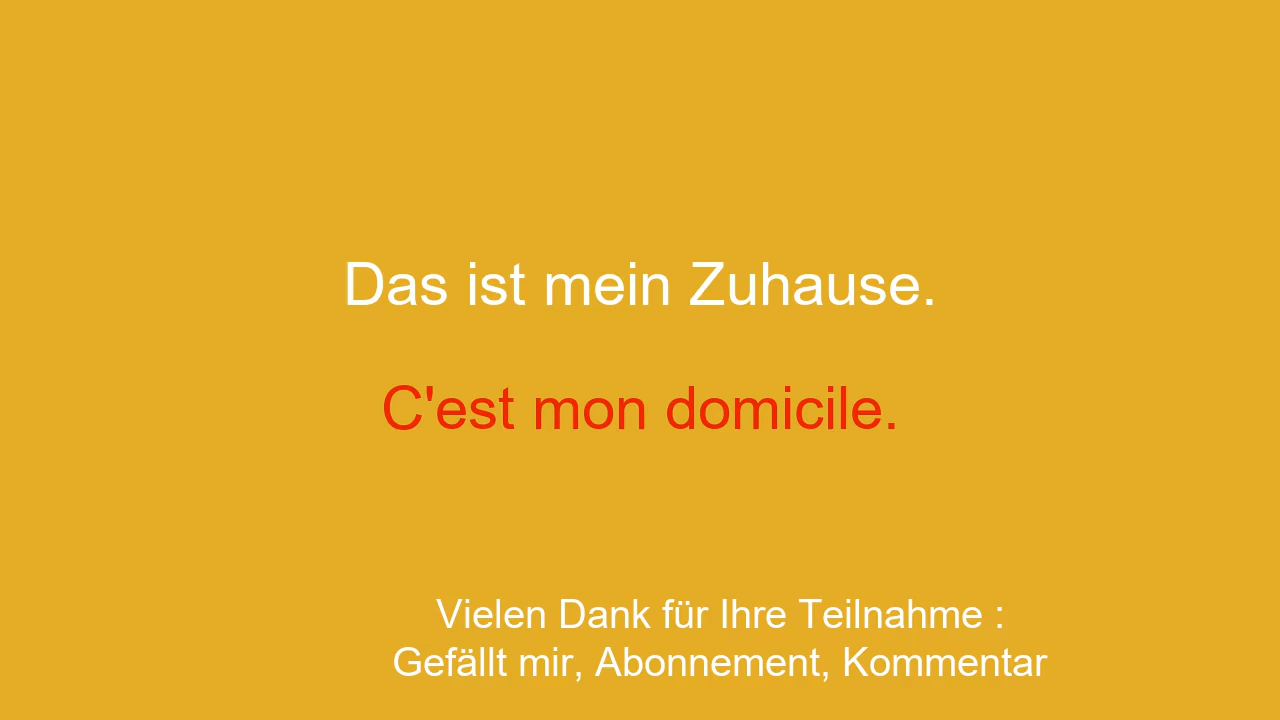 Das ist mein Zuhause.
C'est mon domicile.
Vielen Dank für Ihre Teilnahme :
Gefällt mir, Abonnement, Kommentar